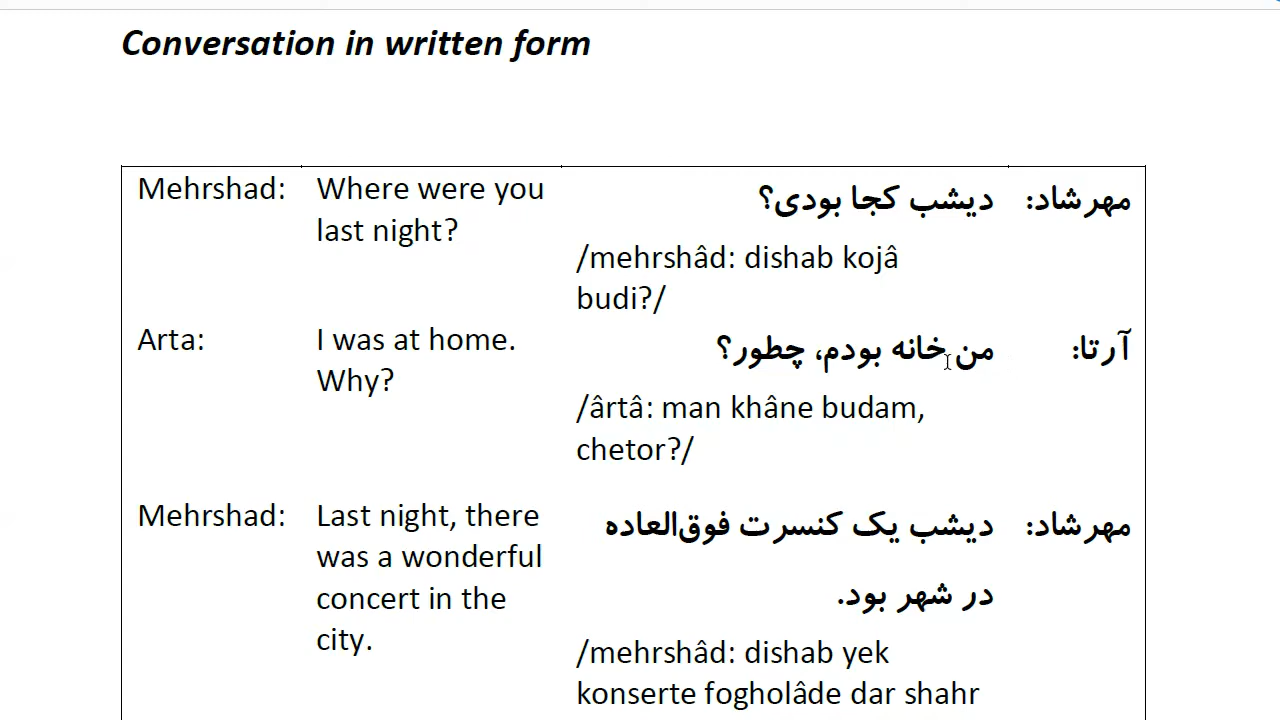 Conversation in written form
Mehrshad:
Where were you
last night?
مهرشاد:
دیشب کجا بودی؟
/mehrshâd: dishab kojâ
budi?/
Arta:
I was at home.
Why?
آرتا:
من خانه بودم، چطور؟
/ârtâ: man khâne budam,
chetor?/
Mehrshad:
Last night, there
was a wonderful
concert in the
city.
مهرشاد:
دیشب یک کنسرت فوق‌العاده
در شهر بود.
/mehrshâd: dishab yek
konserte fogholâde dar shahr